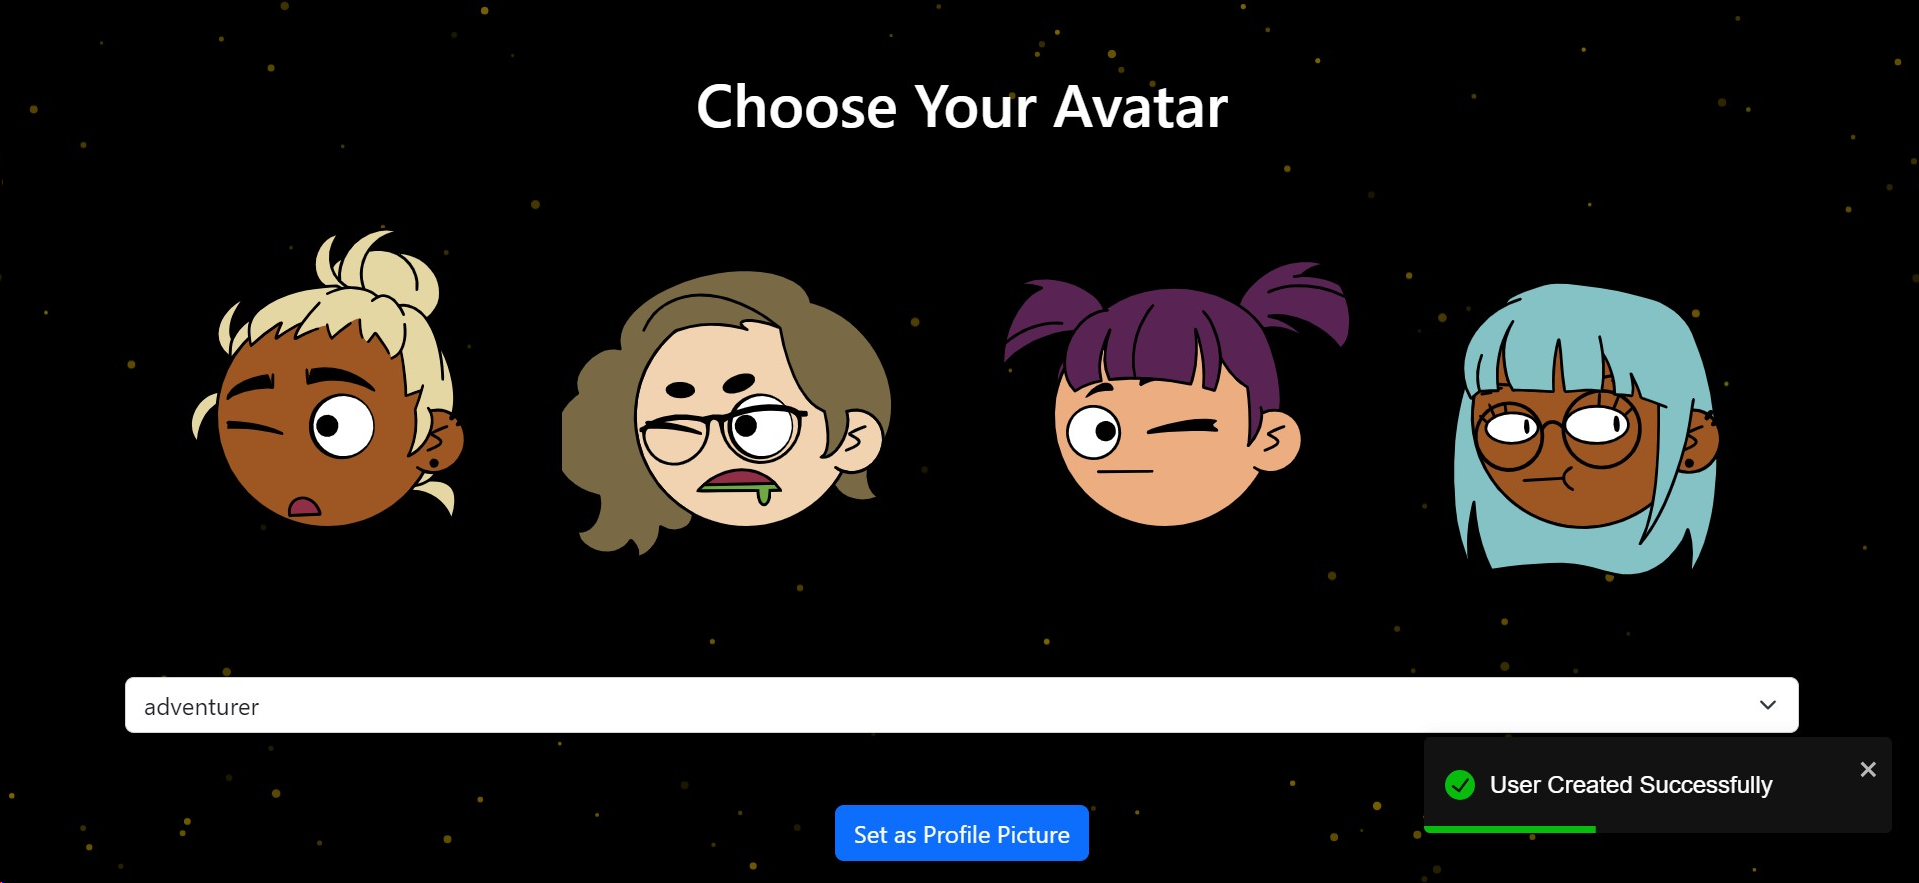 Choose Your Avatar
adventurer
User Created Successfully
Set as Profile Picture